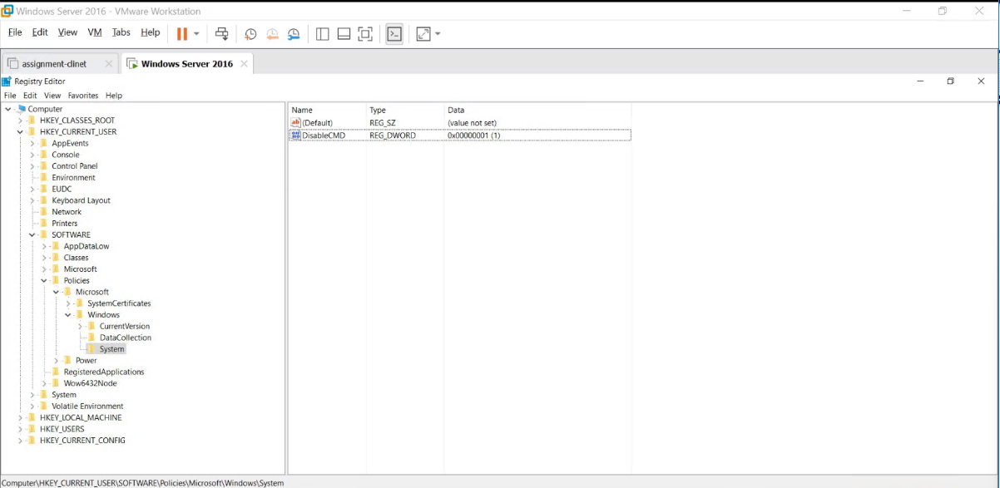 Windows Server 2016 - VMware Workstation
File Edit View VM Tabs Help
assignment-clinet
Windows Server 2016
Registry Editor
File Edit View Favorites Help
Computer
HKEY_CLASSES_ROOT
HKEY_CURRENT_USER
AppEvents
Console
Control Panel
Environment
EUDC
Keyboard Layout
Network
Printers
SOFTWARE
AppDataLow
Classes
Microsoft
Policies
Microsoft
SystemCertificates
Windows
CurrentVersion
DataCollection
System
Power
RegisteredApplications
Wow6432Node
System
Volatile Environment
HKEY_LOCAL_MACHINE
HKEY_USERS
HKEY_CURRENT_CONFIG
Name Type Data
(Default) REG_SZ (value not set)
DisableCMD REG_DWORD 0x00000001 (1)
Computer\HKEY_CURRENT_USER\SOFTWARE\Policies\Microsoft\Windows\System